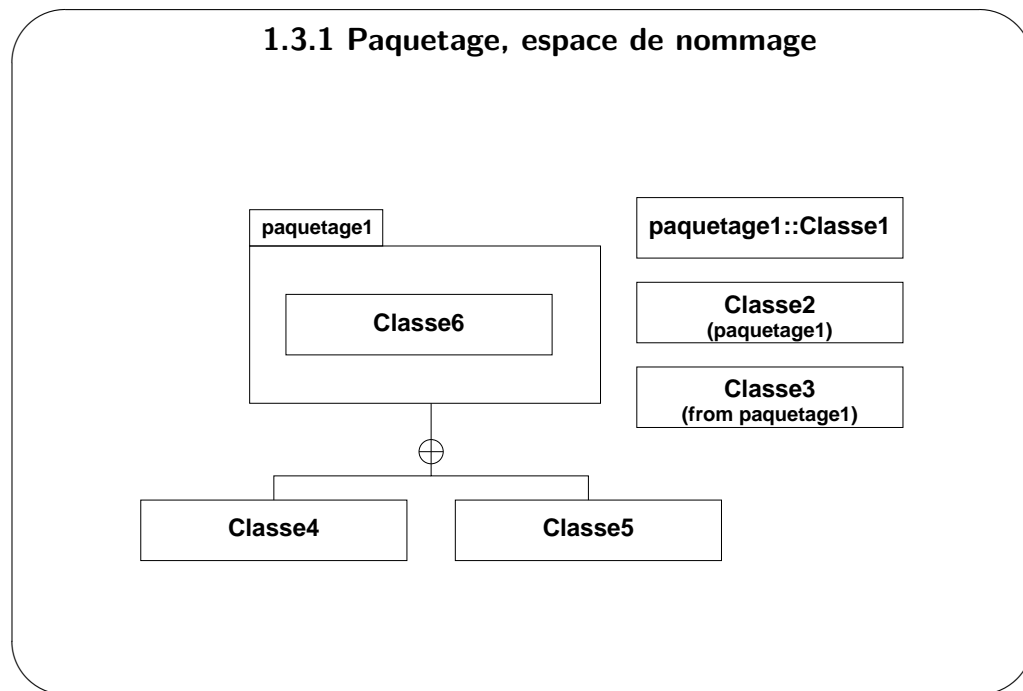 1.3.1 Paquetage, espace de nommage
paquetage1
Classe6
paquetage1::Classe1
Classe2
(paquetage1)
Classe3
(from paquetage1)
Classe4
Classe5